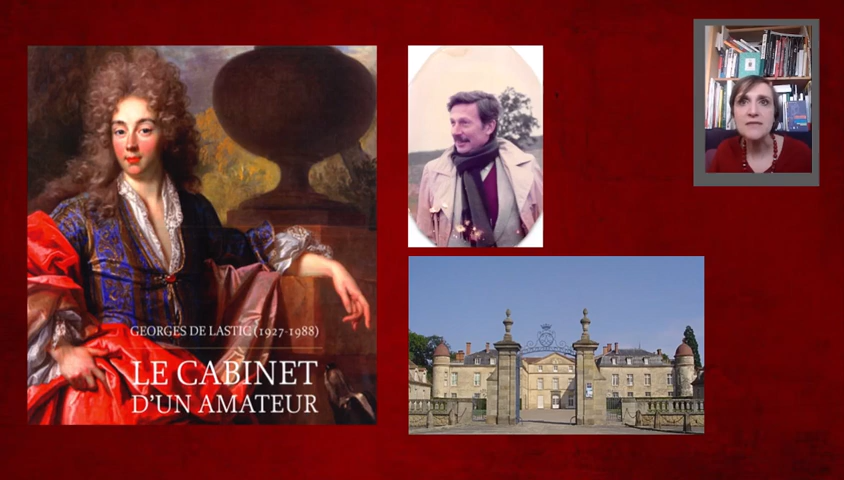 GEORGES DE LASTIC (1927-1988)
LE CABINET
D'UN AMATEUR